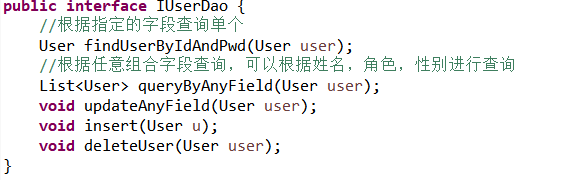 public interface IUserDao {
//根据指定的字段查询单个
User findUserByIdAndPwd(User user);
//根据任意组合字段查询，可以根据姓名，角色，性别进行查询
List<User> queryByAnyField(User user);
void updateAnyField(User user);
void insert(User u);
void deleteUser(User user);
}